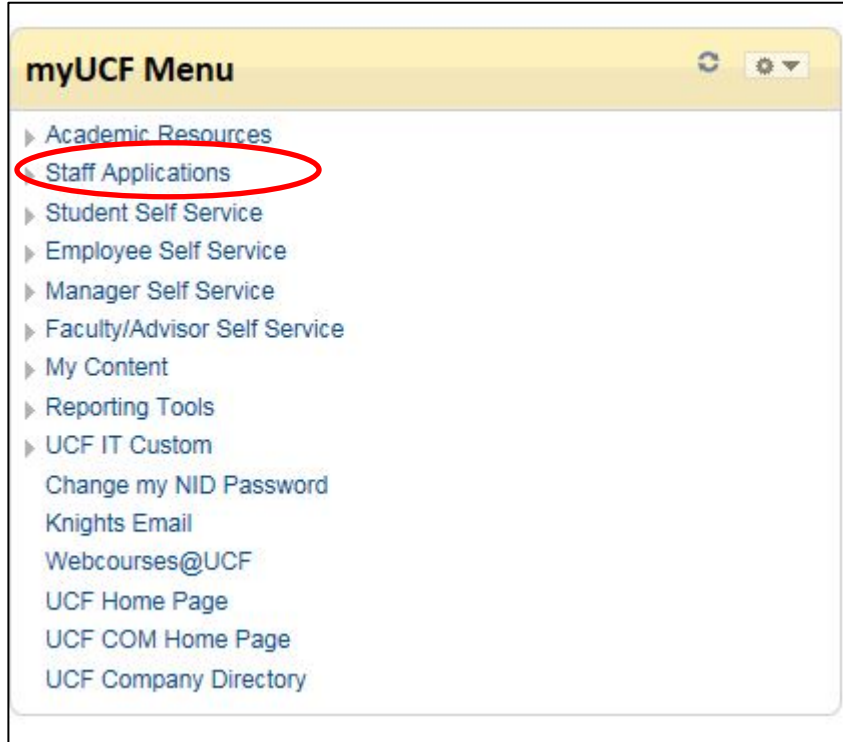 myUCF Menu
Academic Resources
Staff Applications
Student Self Service
Employee Self Service
Manager Self Service
Faculty/Advisor Self Service
My Content
Reporting Tools
UCF IT Custom
Change my NID Password
Knights Email
Webcourses@UCF
UCF Home Page
UCF COM Home Page
UCF Company Directory